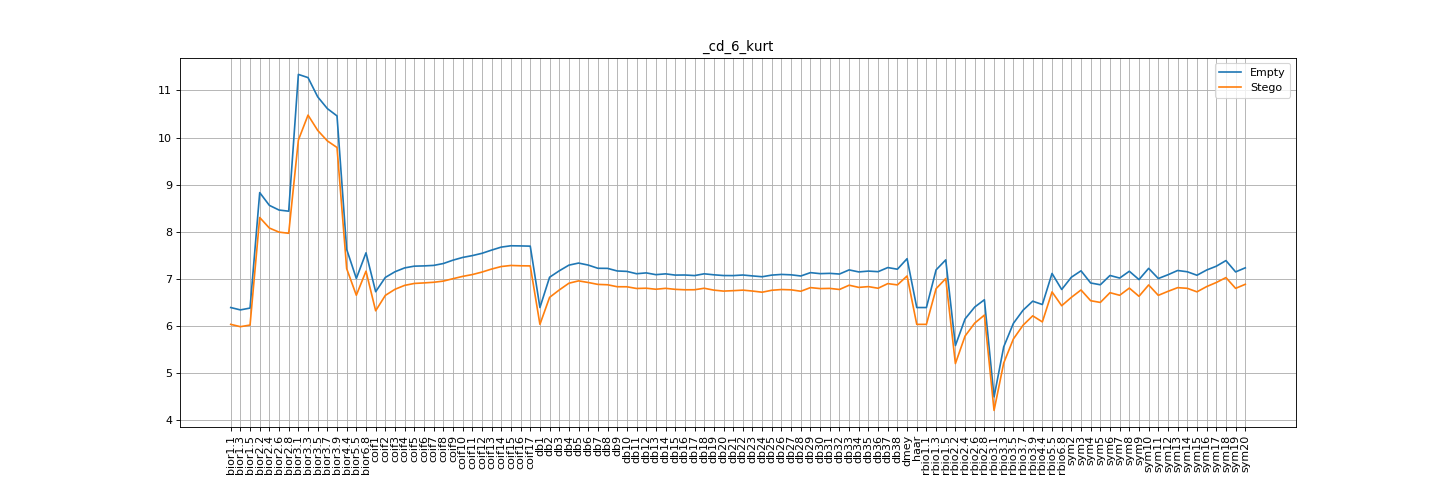 _cd_6_kurt
Empty
Stego
11
10
9
8
7
6
5
4
bior1.1
bior1.3
bior1.5
bior2.2
bior2.4
bior2.6
bior2.8
bior3.1
bior3.3
bior3.5
bior3.7
bior3.9
bior4.4
bior5.5
bior6.8
coif1
coif2
coif3
coif4
coif5
coif6
coif7
coif8
coif9
coif10
coif11
coif12
coif13
coif14
coif15
coif16
coif17
db1
db2
db3
db4
db5
db6
db7
db8
db9
db10
db11
db12
db13
db14
db15
db16
db17
db18
db19
db20
db21
db22
db23
db24
db25
db26
db27
db28
db29
db30
db31
db32
db33
db34
db35
db36
db37
db38
dmey
haar
rbio1.1
rbio1.3
rbio1.5
rbio2.2
rbio2.4
rbio2.6
rbio2.8
rbio3.1
rbio3.3
rbio3.5
rbio3.7
rbio3.9
rbio4.4
rbio5.5
rbio6.8
sym2
sym3
sym4
sym5
sym6
sym7
sym8
sym9
sym10
sym11
sym12
sym13
sym14
sym15
sym16
sym17
sym18
sym19
sym20